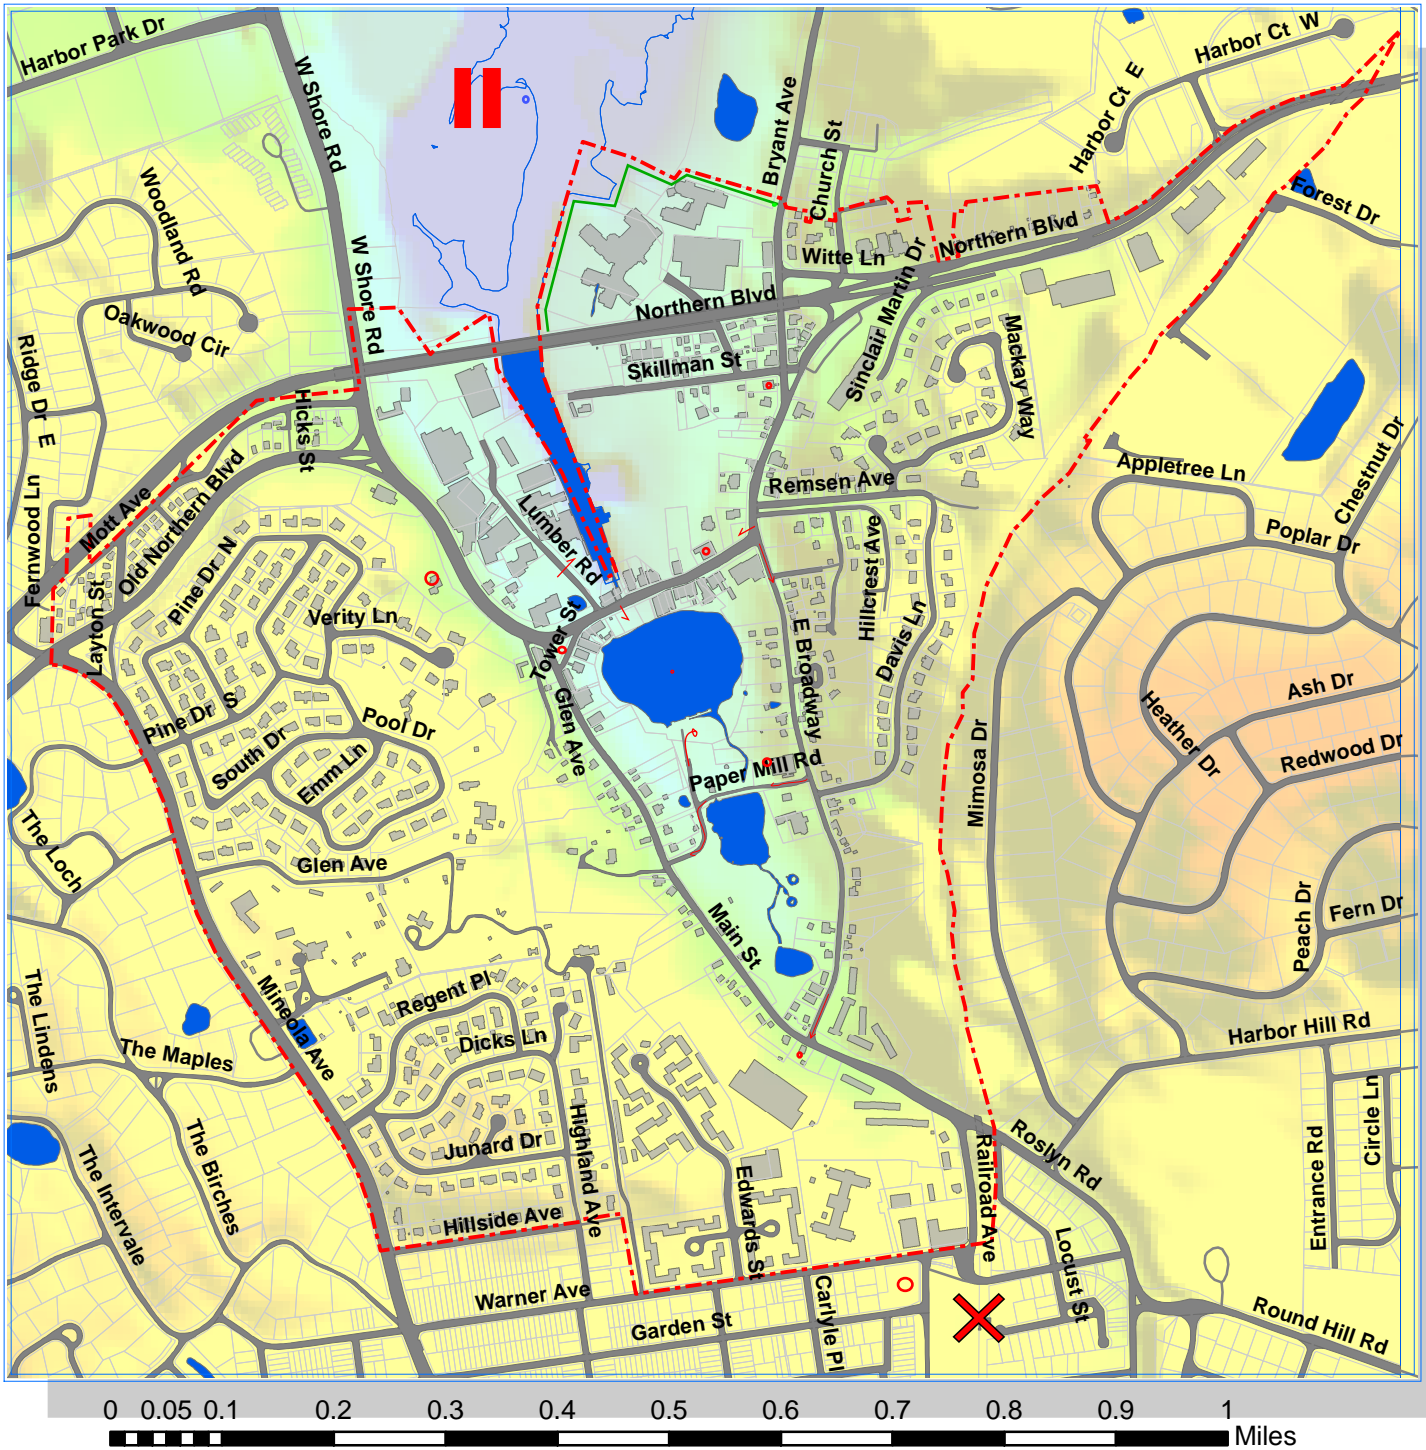 Harbor Park Dr
W Shore Rd
II
Bryant Ave
Church St
Harbor Ct W
Harbor Ct E
Forest Dr
Woodland Rd
W Shore Rd
Oakwood Cir
Witte Ln
Northern Blvd
Northern Blvd
Sinclair Martin Dr
Mackay Way
Ridge Dr E
Hicks St
Skillman St
Chestnut Dr
Appletree Ln
Poplar Dr
Fernwood Ln
Mott Ave
Old Northern Blvd
Lumber Rd
Remsen Ave
Hillcrest Ave
Davis Ln
Layton St
Pine Dr N
Verity Ln
Tower St
E Broadway
Ash Dr
Heather Dr
Redwood Dr
Pine Dr S
South Dr
Pool Dr
Emm Ln
Glen Ave
Paper Mill Rd
Mimosa Dr
The Loch
Glen Ave
Main St
Peach Dr
Fern Dr
The Lindens
Mineola Ave
Regent Pl
Dicks Ln
The Maples
Harbor Hill Rd
The Birches
The Intervale
Junard Dr
Highland Ave
Hillside Ave
Edwards St
Railroad Ave
Roslyn Rd
Entrance Rd
Circle Ln
Locust St
Warner Ave
Garden St
Carlyle Pl
Round Hill Rd
0 0.05 0.1 0.2 0.3 0.4 0.5 0.6 0.7 0.8 0.9 1
Miles